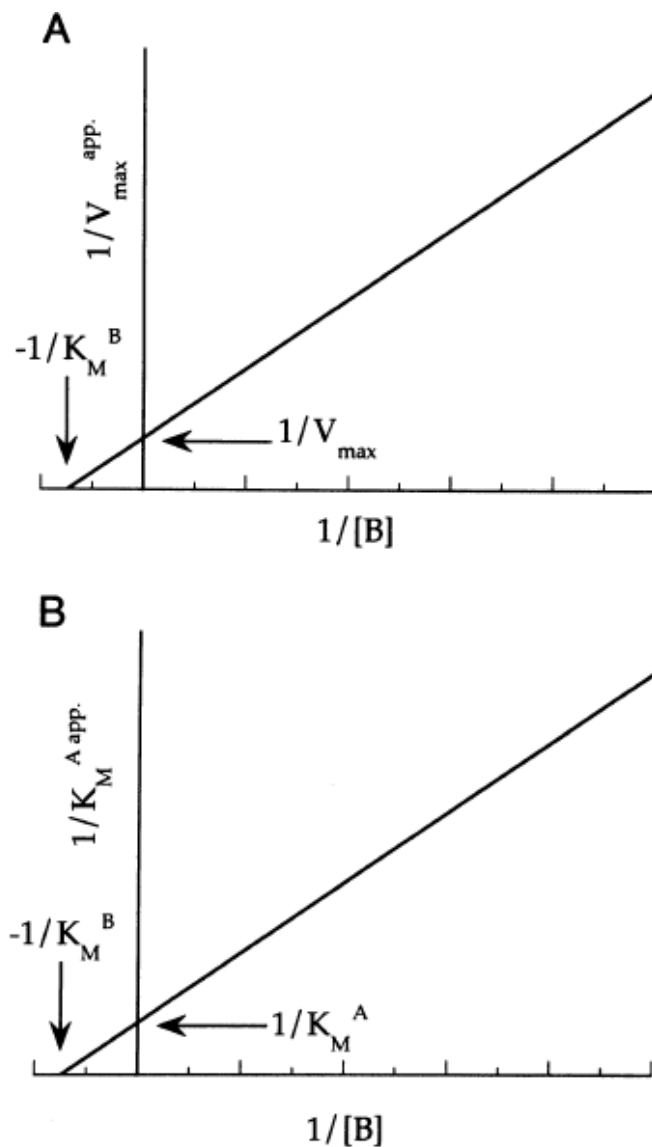 A
1/V_max^app.
-1/K_M^B
1/V_max
1/[B]
B
1/K_M^A app.
-1/K_M^B
1/K_M^A
1/[B]